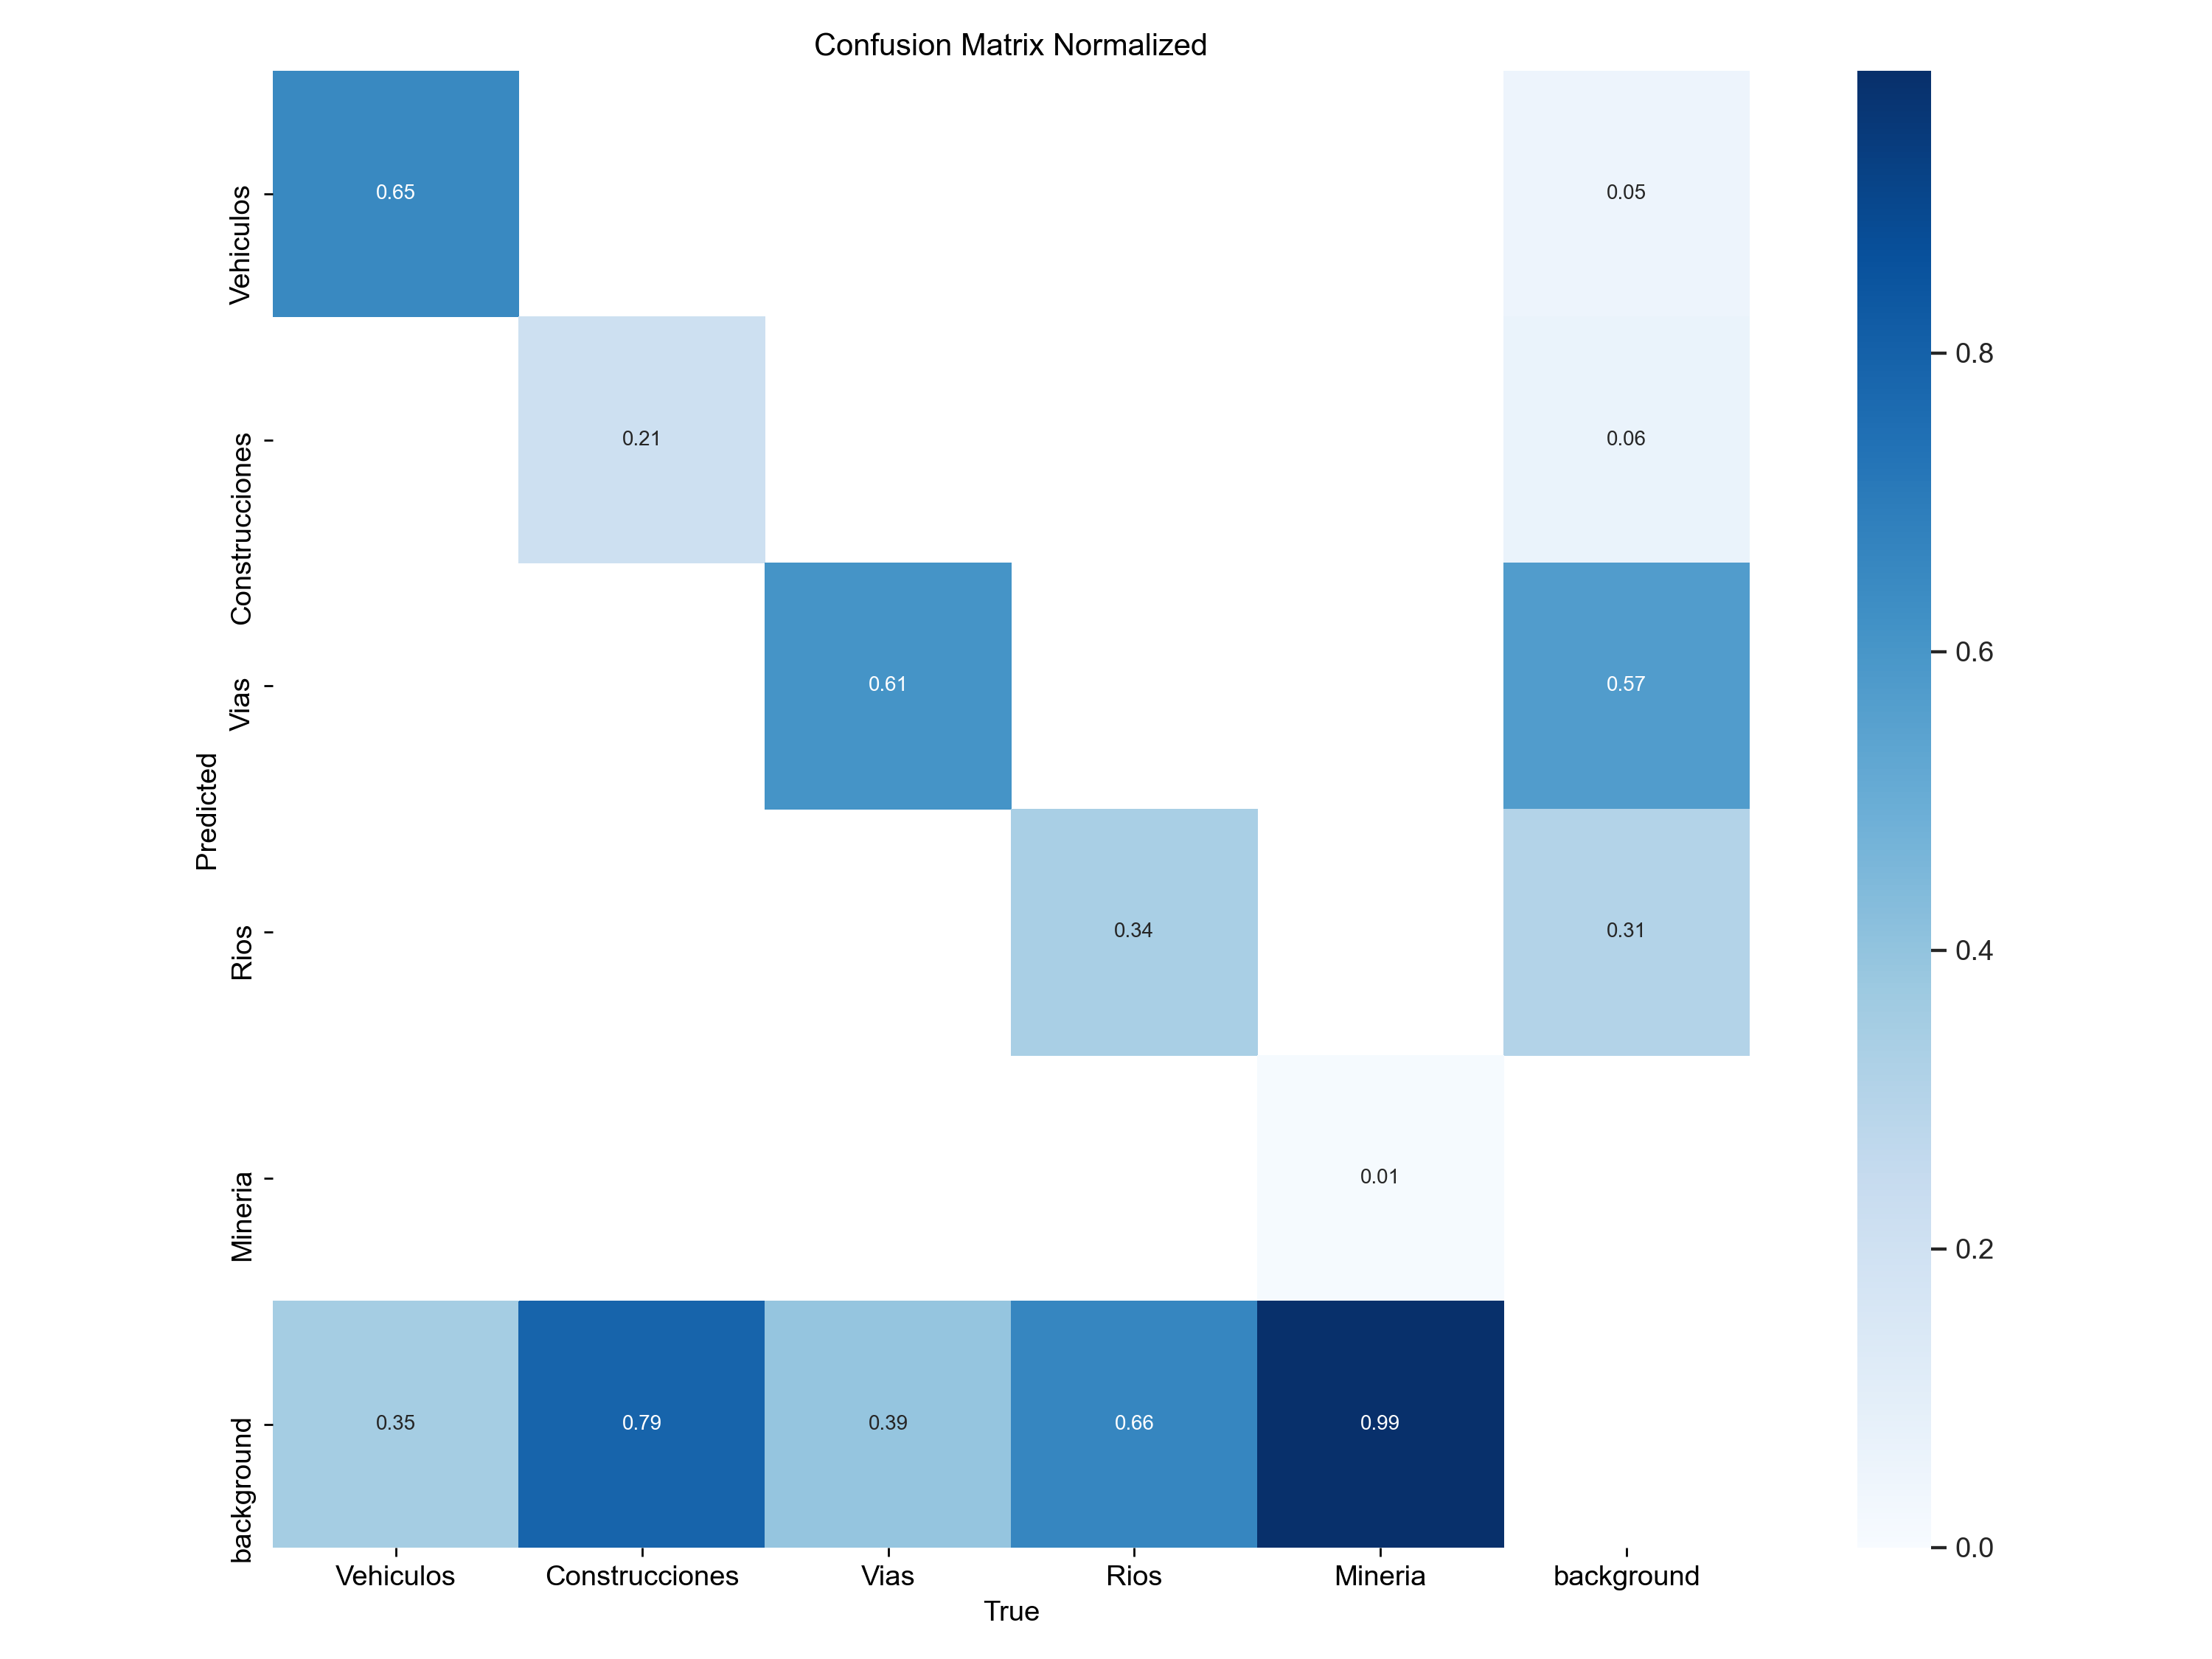 Confusion Matrix Normalized
Vehiculos
0.65
0.05
Construcciones
0.21
0.06
Vias
0.61
0.57
Rios
0.34
0.31
Mineria
0.01
background
0.35
0.79
0.39
0.66
0.99
Predicted
Vehiculos
Construcciones
Vias
Rios
Mineria
background
True
0.8
0.6
0.4
0.2
0.0